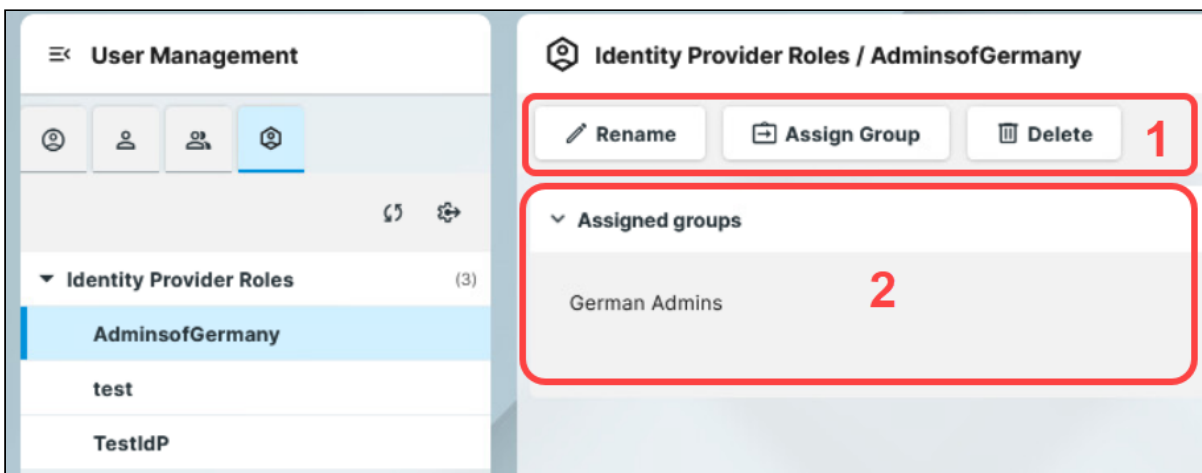 User Management
Identity Provider Roles / AdminsofGermany
Rename
Assign Group
Delete
1
Identity Provider Roles
(3)
AdminsofGermany
test
TestIdP
Assigned groups
German Admins
2